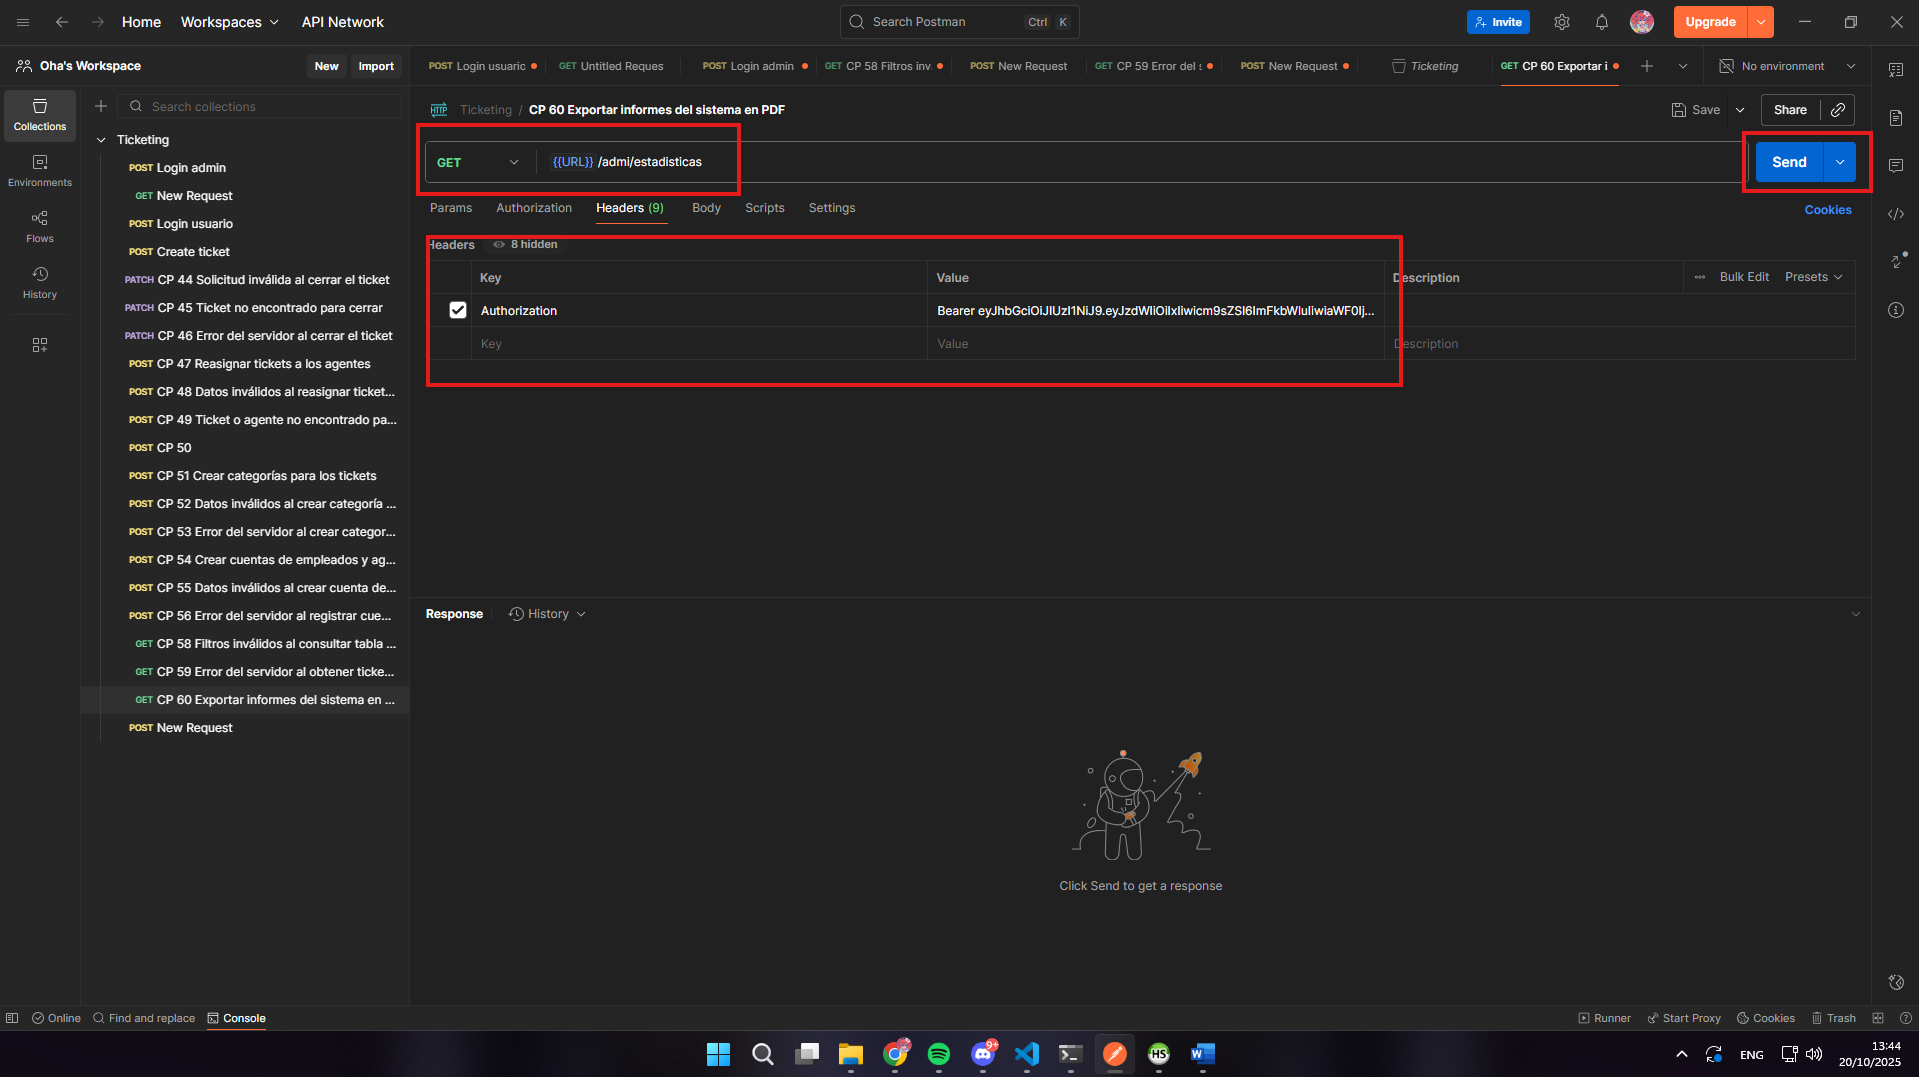 Home
Workspaces
API Network
Search Postman
Ctrl
K
Invite
Upgrade
Oha's Workspace
New
Import
POST Login usuario
GET Untitled Reques
POST Login admin
GET CP 58 Filtros inv
POST New Request
GET CP 59 Error del s
POST New Request
Ticketing
GET CP 60 Exportar i
No environment
Collections
Environments
Flows
History
Search collections
Ticketing
POST Login admin
GET New Request
POST Login usuario
POST Create ticket
PATCH CP 44 Solicitud inválida al cerrar el ticket
PATCH CP 45 Ticket no encontrado para cerrar
PATCH CP 46 Error del servidor al cerrar el ticket
POST CP 47 Reasignar tickets a los agentes
POST CP 48 Datos inválidos al reasignar ticket...
POST CP 49 Ticket o agente no encontrado pa...
POST CP 50
POST CP 51 Crear categorías para los tickets
POST CP 52 Datos inválidos al crear categoría ...
POST CP 53 Error del servidor al crear categor...
POST CP 54 Crear cuentas de empleados y ag...
POST CP 55 Datos inválidos al crear cuenta de...
POST CP 56 Error del servidor al registrar cue...
GET CP 58 Filtros inválidos al consultar tabla ...
GET CP 59 Error del servidor al obtener ticke...
GET CP 60 Exportar informes del sistema en ...
POST New Request
HTTP
Ticketing / CP 60 Exportar informes del sistema en PDF
Save
Share
GET
{{URL}} /admi/estadisticas
Send
Params
Authorization
Headers (9)
Body
Scripts
Settings
Cookies
Headers
8 hidden
Key
Value
Description
Bulk Edit
Presets
Authorization
Bearer eyJhbGciOiJIUzI1NiJ9.eyJzdWIiOiIxIiwicm9sZSI6ImFkbWluIiwiaWF0Ij...
Key
Value
Description
Response
History
Click Send to get a response
Online
Find and replace
Console
Runner
Start Proxy
Cookies
Trash
9+
HS
ENG
13:44
20/10/2025